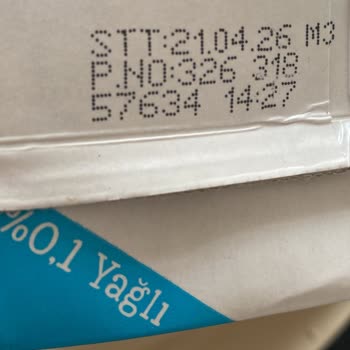 STT:21.04.26 M3
P.NO:326 318
57634 14:27
%0,1 Yağlı